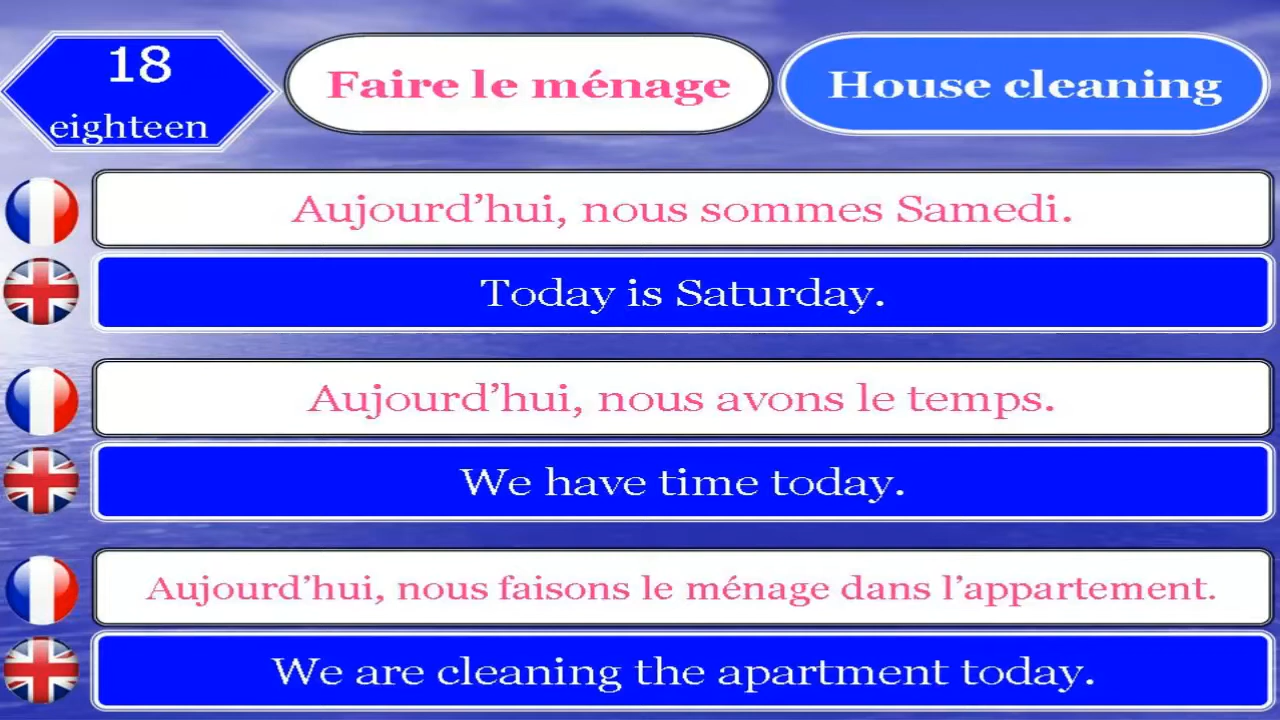 18
eighteen
Faire le ménage
House cleaning
Aujourd’hui, nous sommes Samedi.
Today is Saturday.
Aujourd’hui, nous avons le temps.
We have time today.
Aujourd’hui, nous faisons le ménage dans l’appartement.
We are cleaning the apartment today.